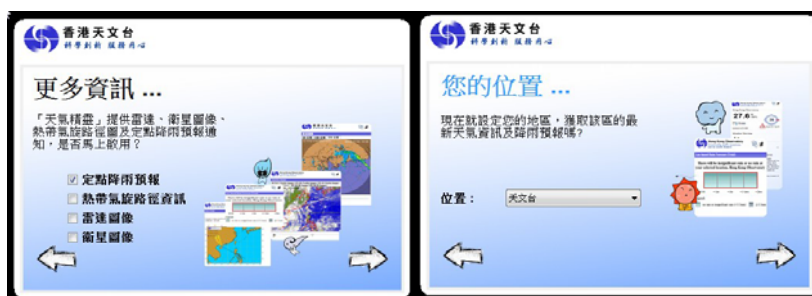 香港天文台
科學創新 服務為心
更多資訊 ...
「天氣精靈」提供雷達、衛星圖像、
熱帶氣旋路徑圖及定點降雨預報通
知，是否馬上啟用？
定點降雨預報
熱帶氣旋路徑資訊
雷達圖像
衛星圖像
香港天文台
科學創新 服務為心
您的位置 ...
現在就設定您的地區，獲取該區的最
新天氣資訊及降雨預報嗎?
位置：
天文台
27.6